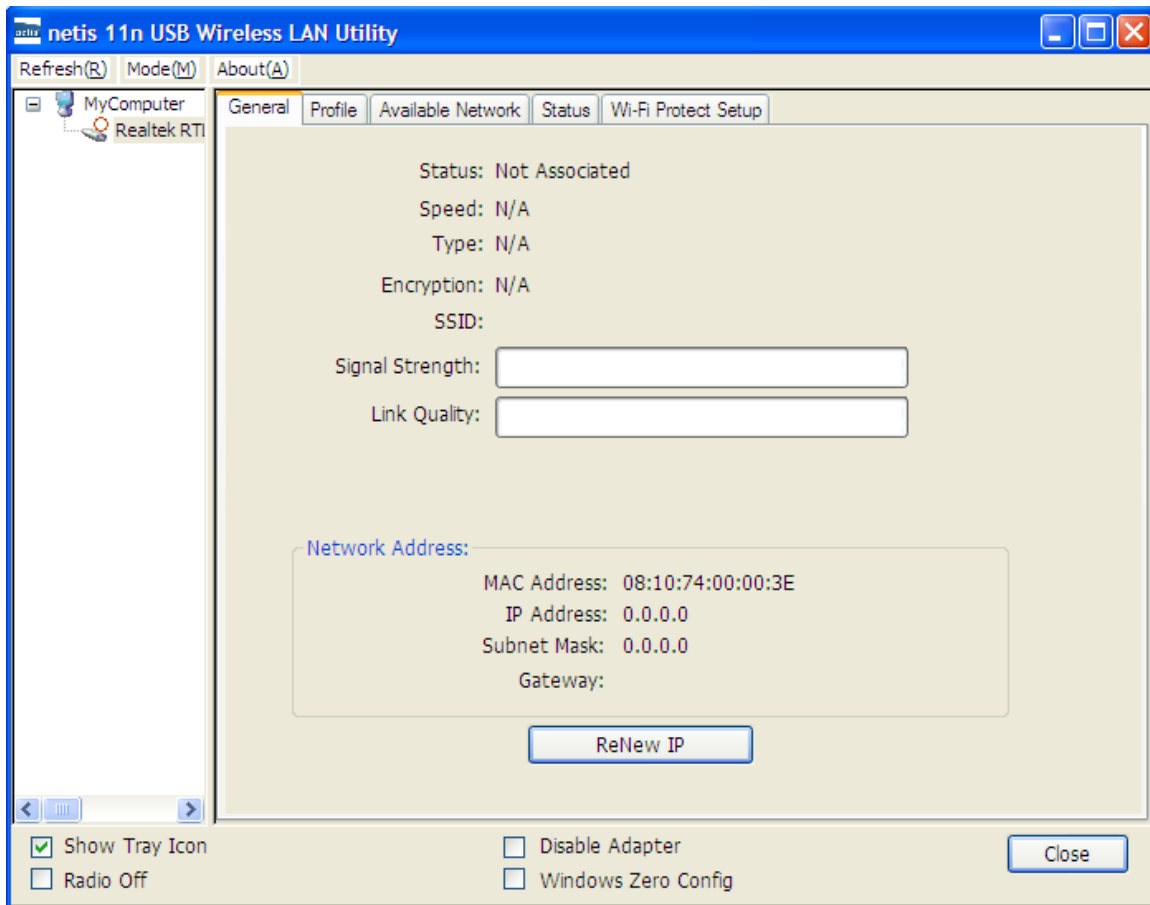 netis netis 11n USB Wireless LAN Utility
Refresh(R) Mode(M) About(A)
MyComputer
Realtek RTL
General Profile Available Network Status Wi-Fi Protect Setup
Status: Not Associated
Speed: N/A
Type: N/A
Encryption: N/A
SSID:
Signal Strength:
Link Quality:
Network Address:
MAC Address: 08:10:74:00:00:3E
IP Address: 0.0.0.0
Subnet Mask: 0.0.0.0
Gateway:
ReNew IP
Show Tray Icon
Disable Adapter
Radio Off
Windows Zero Config
Close